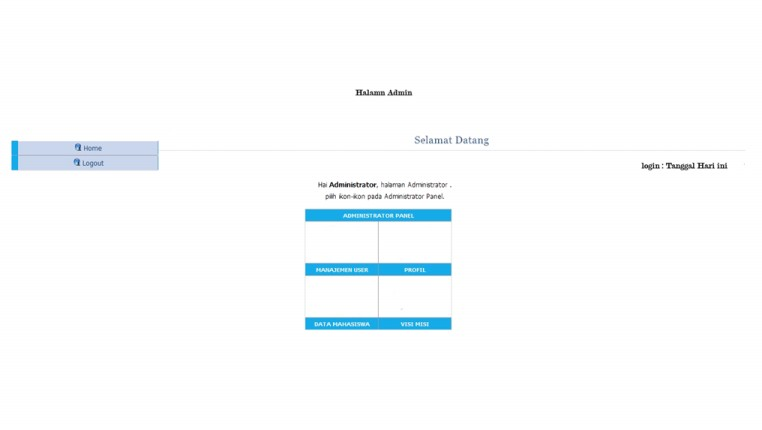 Halamn Admin
Selamat Datang
Home
Logout
login : Tanggal Hari ini
Hai Administrator, halaman Administrator .
pilih ikon-ikon pada Administrator Panel.
ADMINISTRATOR PANEL
MANAJEMEN USER PROFIL
DATA MAHASISWA VISI MISI